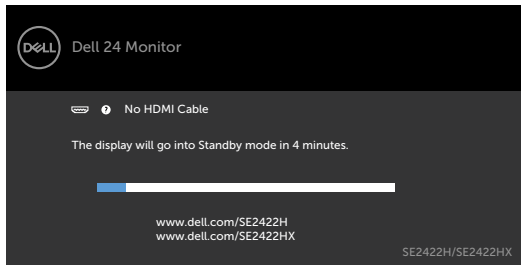 DELL
Dell 24 Monitor
? No HDMI Cable
The display will go into Standby mode in 4 minutes.
www.dell.com/SE2422H
www.dell.com/SE2422HX
SE2422H/SE2422HX